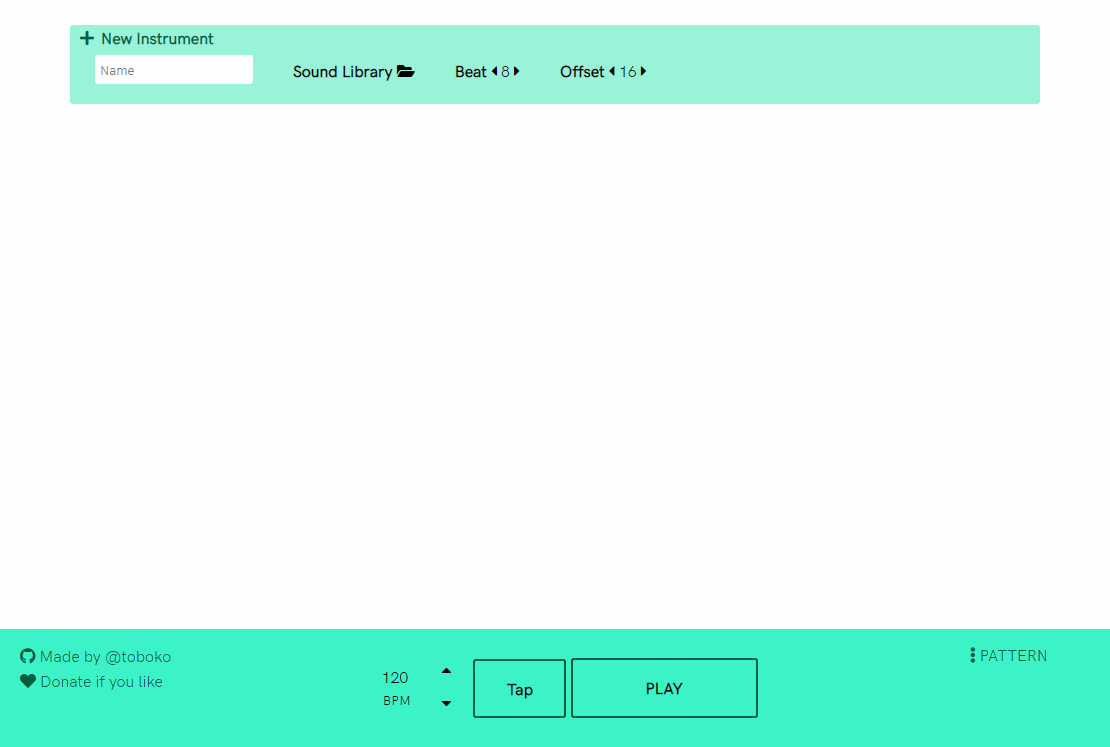 New Instrument
Name
Sound Library
Beat 8
Offset 16
Made by @toboko
Donate if you like
120
BPM
Tap
PLAY
PATTERN